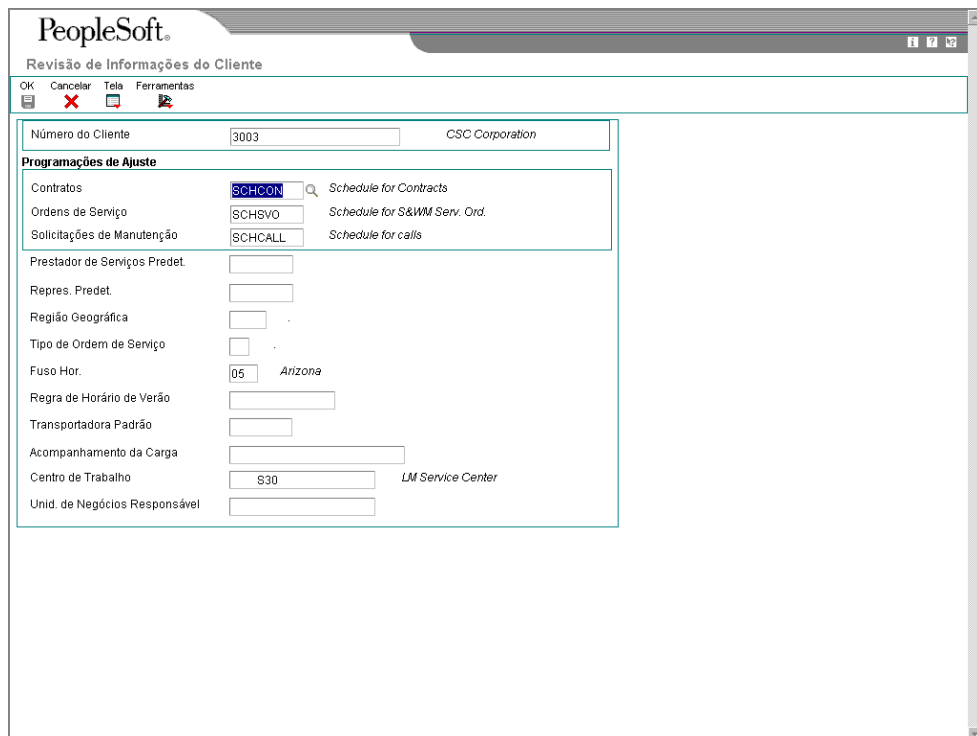 PeopleSoft®
Revisão de Informações do Cliente
OK Cancelar Tela Ferramentas
Número do Cliente 3003 CSC Corporation
Programações de Ajuste
Contratos SCHCON Schedule for Contracts
Ordens de Serviço SCHSVO Schedule for S&WM Serv. Ord.
Solicitações de Manutenção SCHCALL Schedule for calls
Prestador de Serviços Predet.
Repres. Predet.
Região Geográfica .
Tipo de Ordem de Serviço .
Fuso Hor. 05 Arizona
Regra de Horário de Verão
Transportadora Padrão
Acompanhamento da Carga
Centro de Trabalho S30 LM Service Center
Unid. de Negócios Responsável